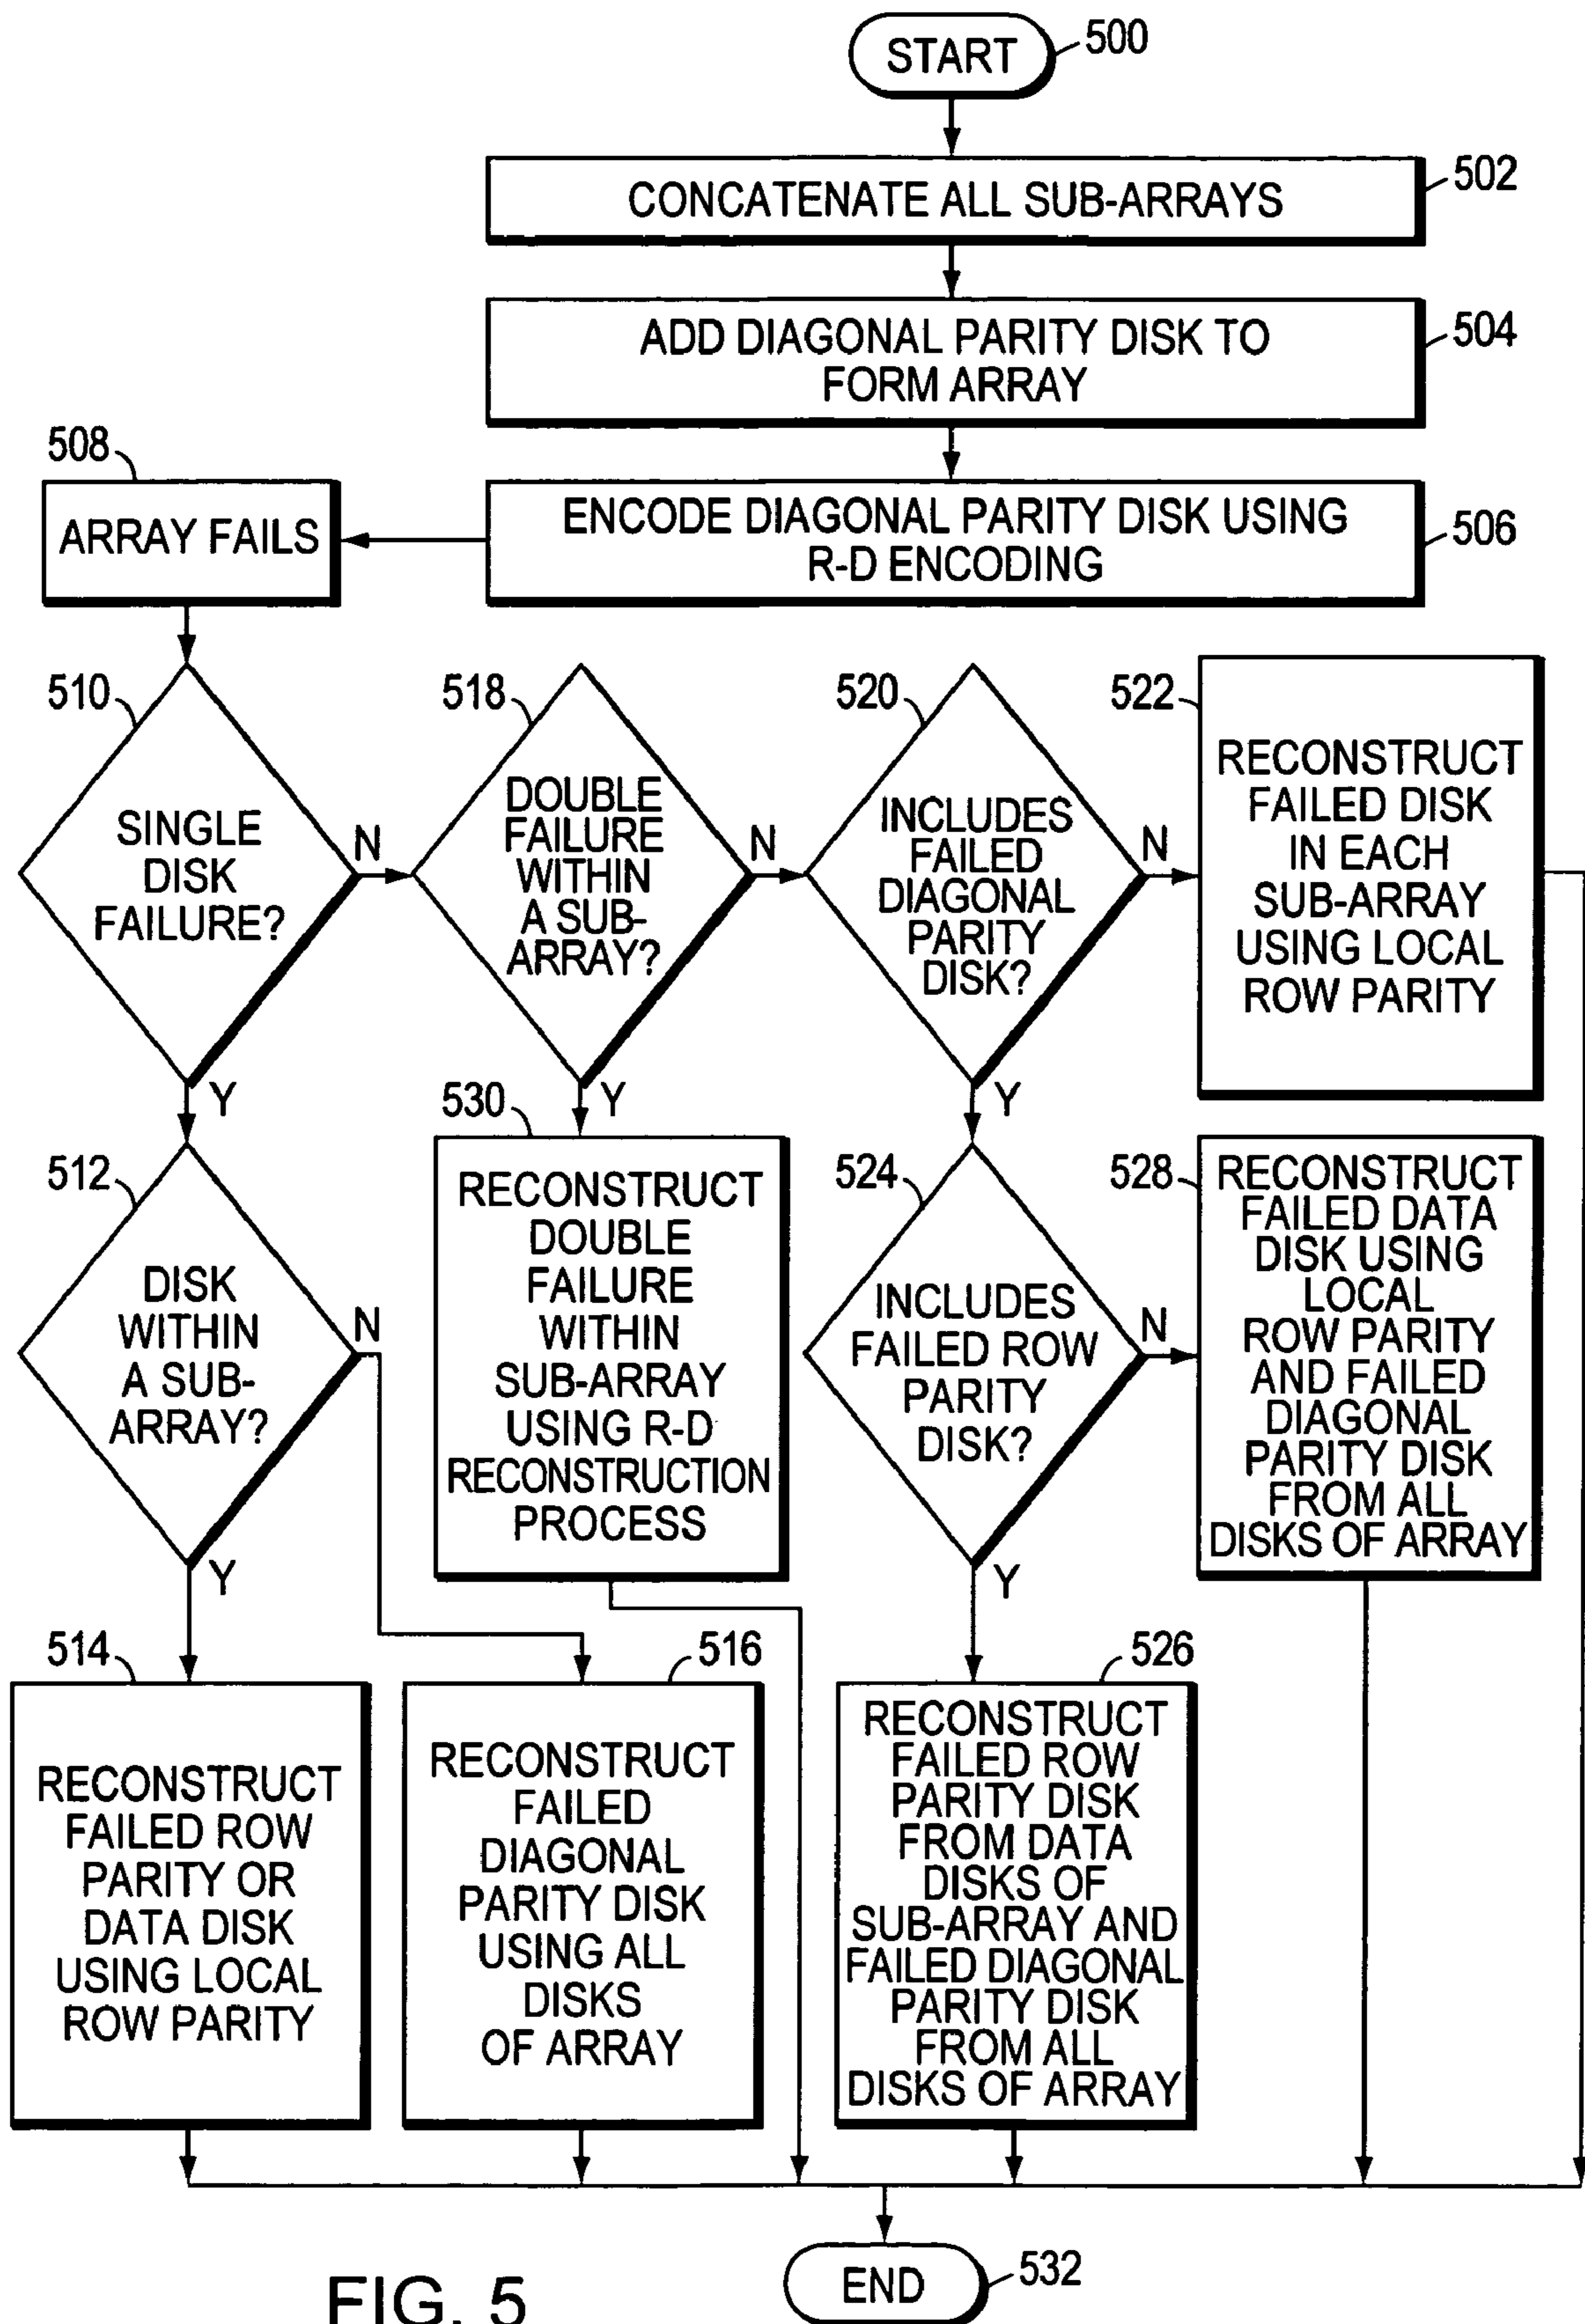 START
500
CONCATENATE ALL SUB-ARRAYS
502
ADD DIAGONAL PARITY DISK TO
FORM ARRAY
504
508
ARRAY FAILS
ENCODE DIAGONAL PARITY DISK USING
R-D ENCODING
506
510
SINGLE
DISK
FAILURE?
N
Y
518
DOUBLE
FAILURE
WITHIN
A SUB-
ARRAY?
N
Y
520
INCLUDES
FAILED
DIAGONAL
PARITY
DISK?
N
Y
522
RECONSTRUCT
FAILED DISK
IN EACH
SUB-ARRAY
USING LOCAL
ROW PARITY
512
DISK
WITHIN
A SUB-
ARRAY?
N
Y
530
RECONSTRUCT
DOUBLE
FAILURE
WITHIN
SUB-ARRAY
USING R-D
RECONSTRUCTION
PROCESS
524
INCLUDES
FAILED ROW
PARITY
DISK?
N
Y
528
RECONSTRUCT
FAILED DATA
DISK USING
LOCAL
ROW PARITY
AND FAILED
DIAGONAL
PARITY DISK
FROM ALL
DISKS OF ARRAY
514
RECONSTRUCT
FAILED ROW
PARITY OR
DATA DISK
USING LOCAL
ROW PARITY
516
RECONSTRUCT
FAILED
DIAGONAL
PARITY DISK
USING ALL
DISKS
OF ARRAY
526
RECONSTRUCT
FAILED ROW
PARITY DISK
FROM DATA
DISKS OF
SUB-ARRAY AND
FAILED DIAGONAL
PARITY DISK
FROM ALL
DISKS OF ARRAY
END
532
FIG. 5